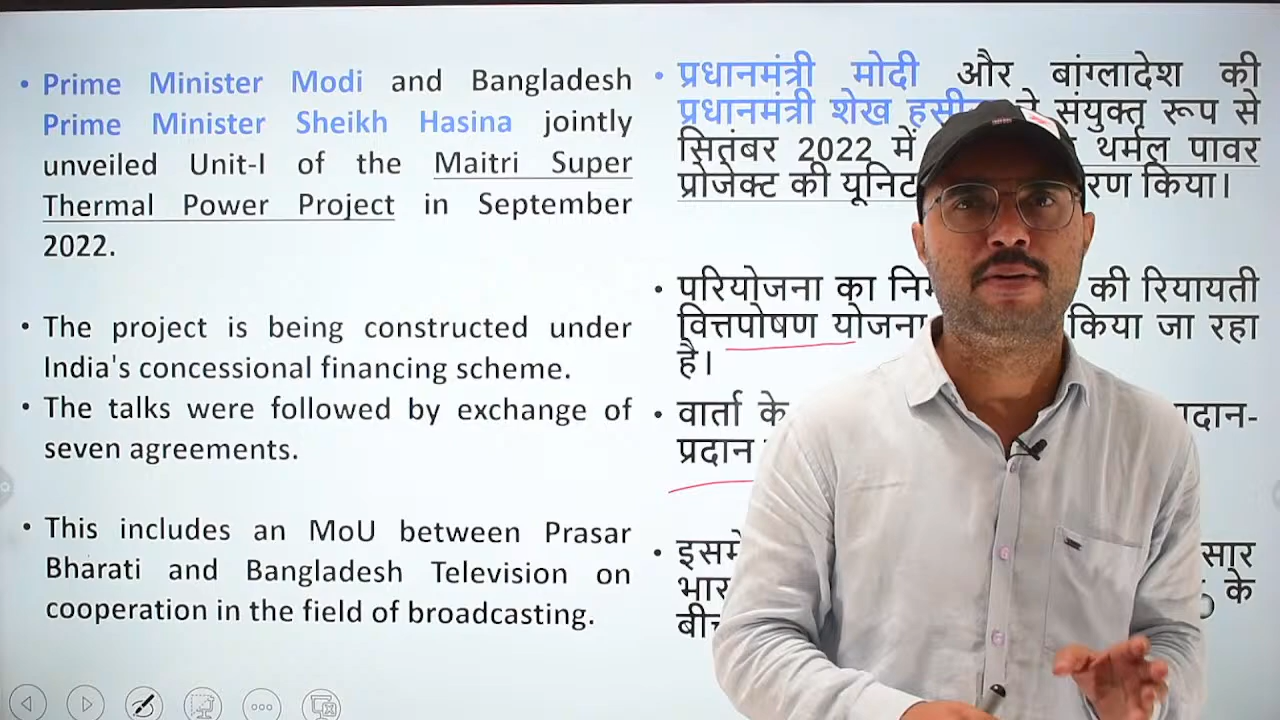 • Prime Minister Modi and Bangladesh
Prime Minister Sheikh Hasina jointly
unveiled Unit-I of the Maitri Super
Thermal Power Project in September
2022.
• The project is being constructed under
India's concessional financing scheme.
• The talks were followed by exchange of
seven agreements.
• This includes an MoU between Prasar
Bharati and Bangladesh Television on
cooperation in the field of broadcasting.
• प्रधानमंत्री मोदी और बांग्लादेश की
प्रधानमंत्री शेख संयुक्त रूप से
सितंबर 2022 में थर्मल पावर
प्रोजेक्ट की यूनिट किया।
• परियोजना का की रियायती
वित्तपोषण योजना किया जा रहा
है।
• वार्ता के
प्रदान
• के